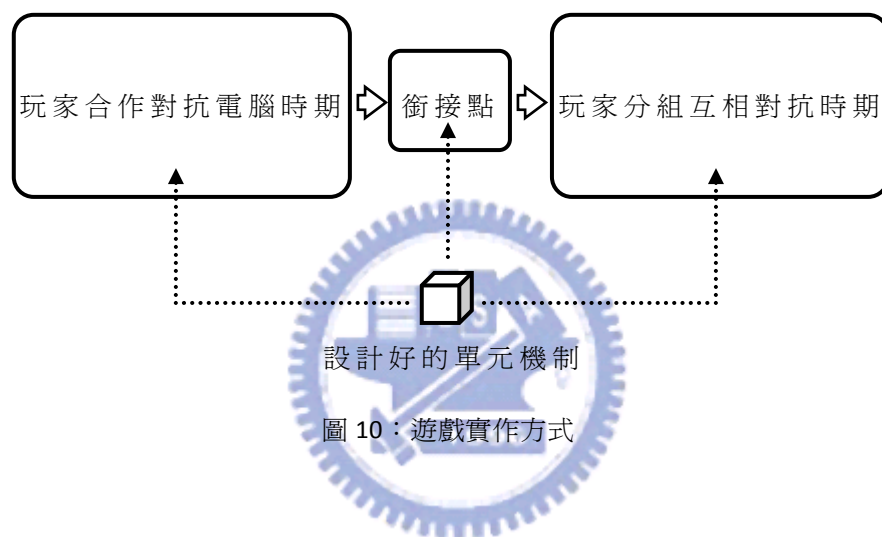 玩家合作對抗電腦時期
銜接點
玩家分組互相對抗時期
設計好的單元機制
圖 10：遊戲實作方式